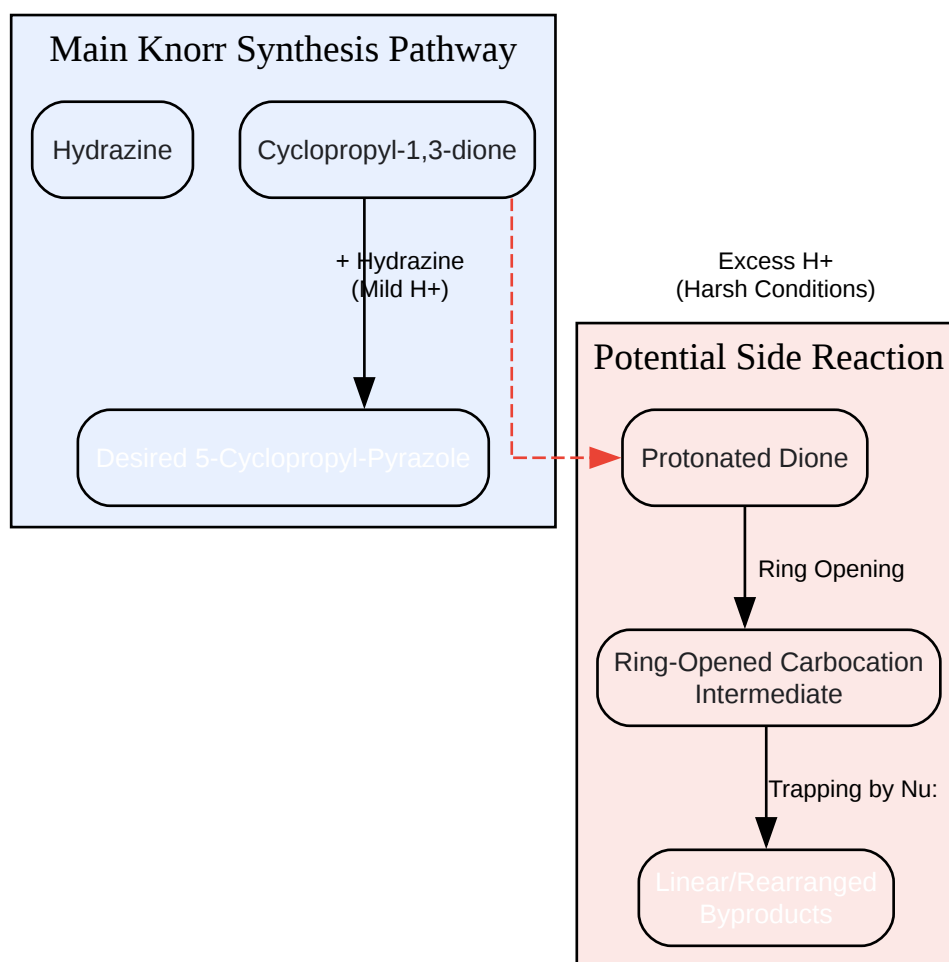 Main Knorr Synthesis Pathway
Hydrazine
Cyclopropyl-1,3-dione
+ Hydrazine
(Mild H+)
Desired 5-Cyclopropyl-Pyrazole
Excess H+
(Harsh Conditions)
Potential Side Reaction
Protonated Dione
Ring Opening
Ring-Opened Carbocation
Intermediate
Trapping by Nu:
Linear/Rearranged
Byproducts